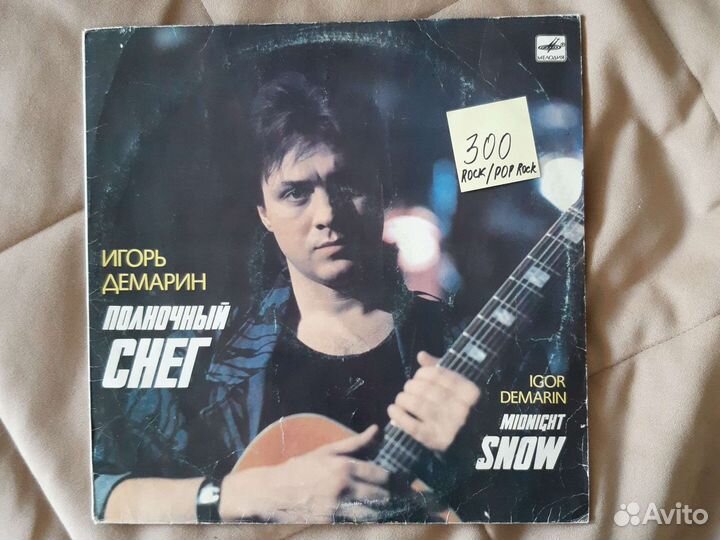 МЕЛОДИЯ
300
ROCK/POP Rock
ИГОРЬ
ДЕМАРИН
ПОЛНОЧНЫЙ
СНЕГ
IGOR
DEMARIN
MIDNIGHT
SNOW
Avito